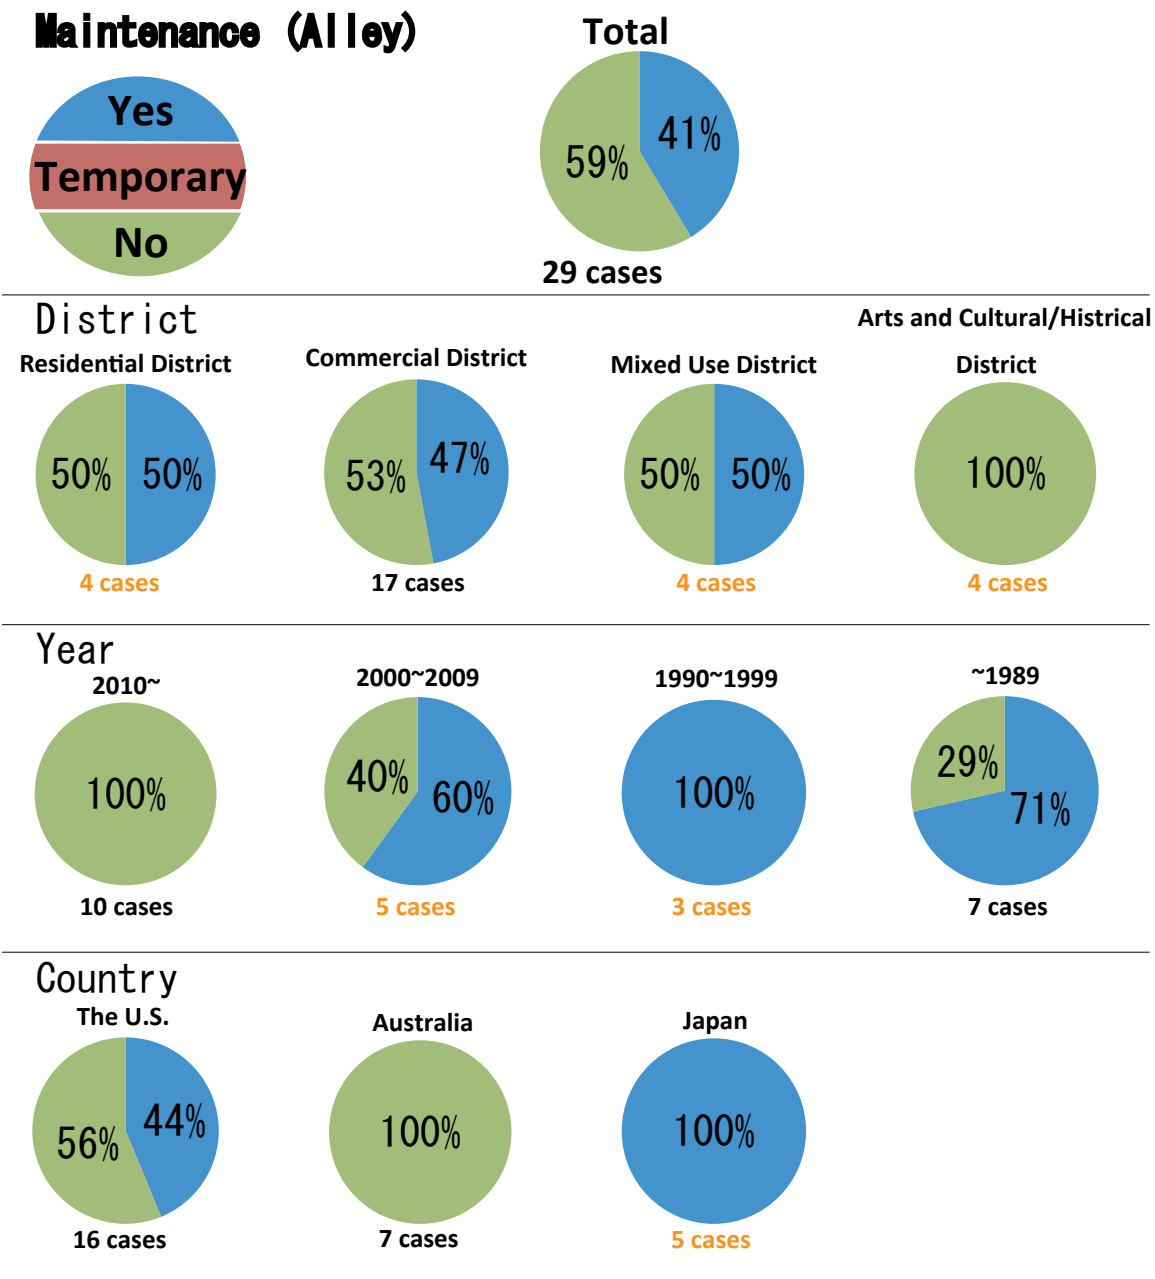 Maintenance (Alley)
Total
Yes
Temporary
No
41%
59%
29 cases
District
Residential District
Commercial District
Mixed Use District
Arts and Cultural/Histrical
District
50% 50%
53% 47%
50% 50%
100%
4 cases
17 cases
4 cases
4 cases
Year
2010~
2000~2009
1990~1999
~1989
100%
40% 60%
100%
29% 71%
10 cases
5 cases
3 cases
7 cases
Country
The U.S.
Australia
Japan
56% 44%
100%
100%
16 cases
7 cases
5 cases